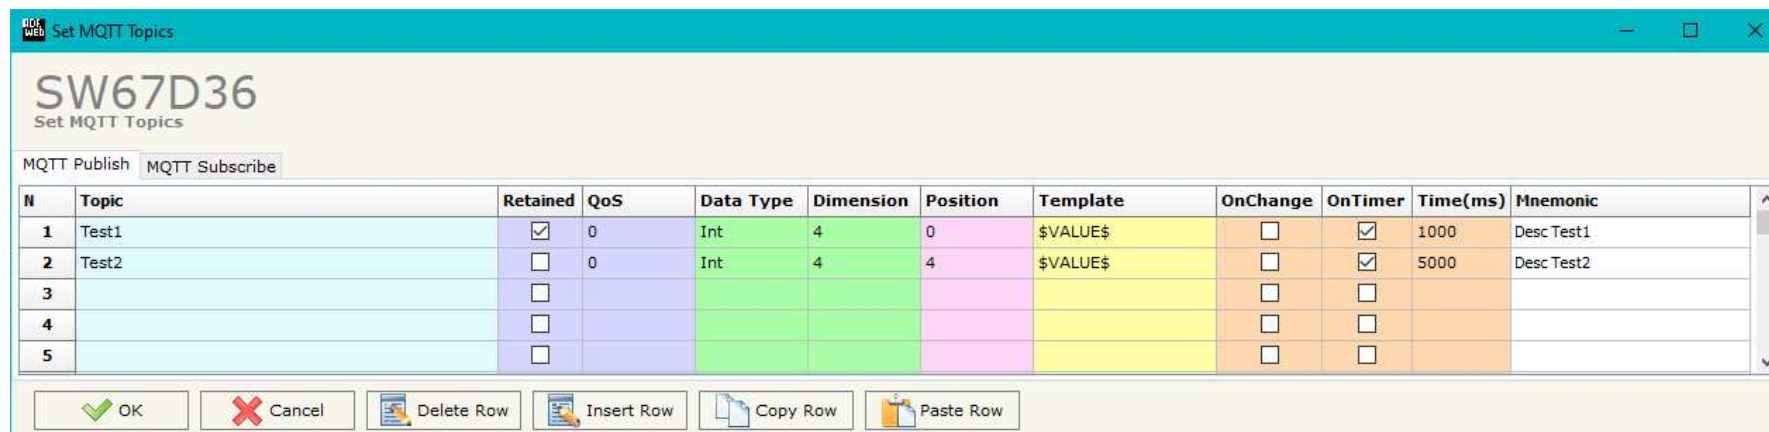 ADF WEB Set MQTT Topics
SW67D36
Set MQTT Topics
MQTT Publish MQTT Subscribe
N Topic Retained QoS Data Type Dimension Position Template OnChange OnTimer Time(ms) Mnemonic
1 Test1 0 Int 4 0 $VALUE$ 1000 Desc Test1
2 Test2 0 Int 4 4 $VALUE$ 5000 Desc Test2
3
4
5
OK Cancel Delete Row Insert Row Copy Row Paste Row